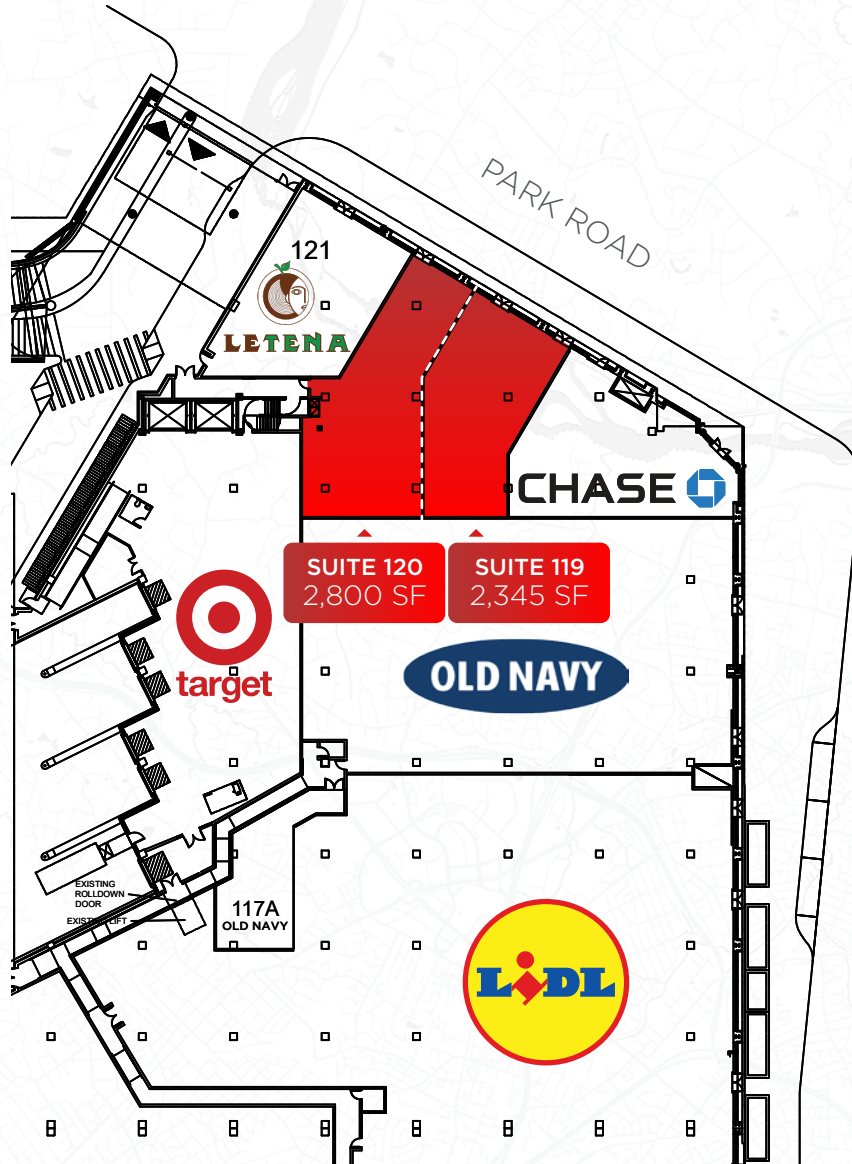 PARK ROAD
121
LETENA
CHASE
SUITE 120
2,800 SF
SUITE 119
2,345 SF
target
OLD NAVY
EXISTING
ROLLDOWN
DOOR
EXISTING LIFT
117A
OLD NAVY
LIDL